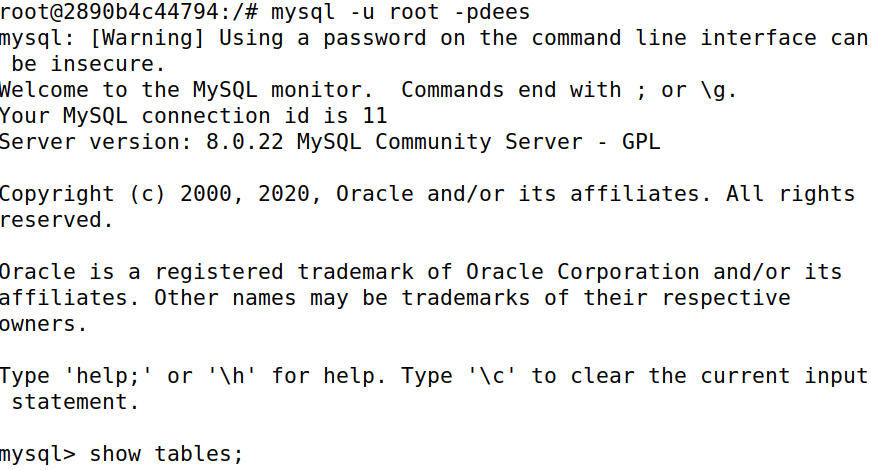 root@2890b4c44794:/# mysql -u root -pdees
mysql: [Warning] Using a password on the command line interface can
 be insecure.
Welcome to the MySQL monitor.  Commands end with ; or \g.
Your MySQL connection id is 11
Server version: 8.0.22 MySQL Community Server - GPL

Copyright (c) 2000, 2020, Oracle and/or its affiliates. All rights
reserved.

Oracle is a registered trademark of Oracle Corporation and/or its
affiliates. Other names may be trademarks of their respective
owners.

Type 'help;' or '\h' for help. Type '\c' to clear the current input
 statement.

mysql> show tables;